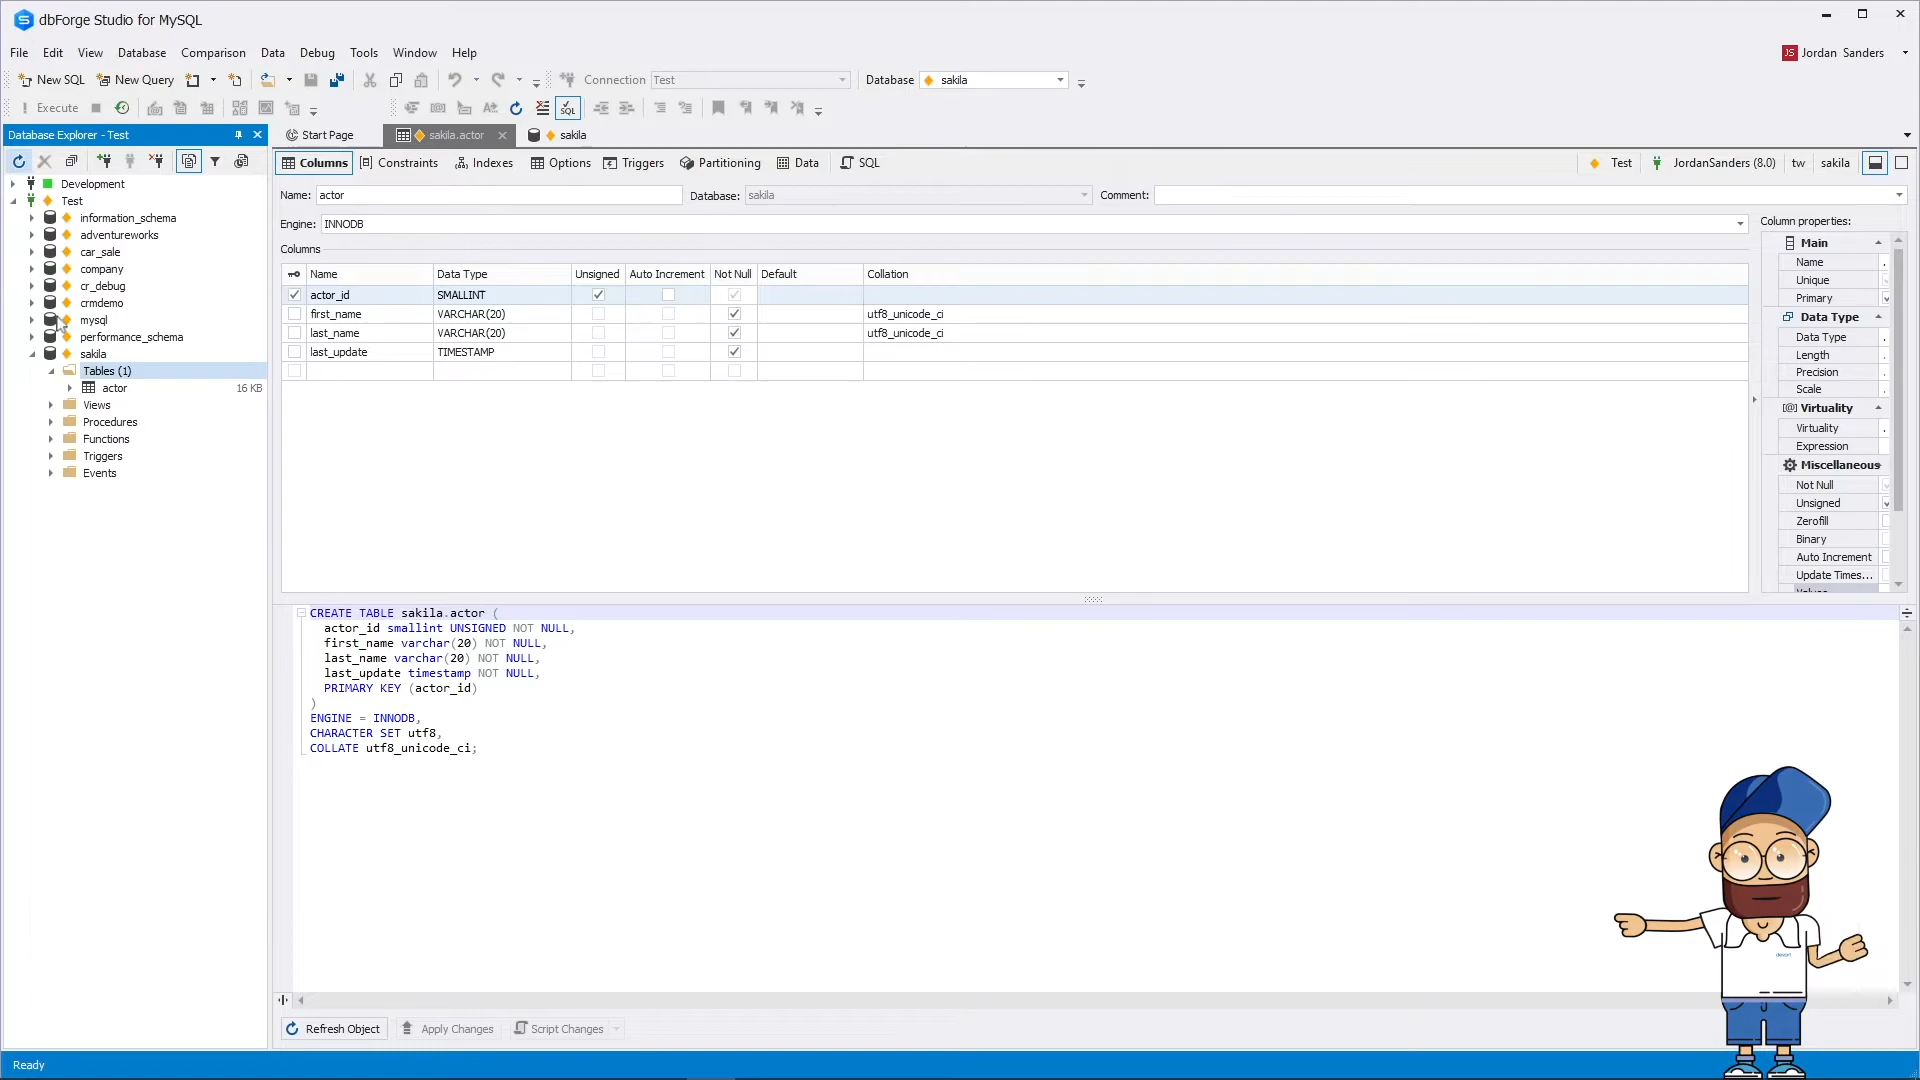 dbForge Studio for MySQL
File Edit View Database Comparison Data Debug Tools Window Help
JS Jordan Sanders
New SQL New Query Connection Test Database sakila
Execute
Database Explorer - Test
Start Page sakila.actor sakila
Columns Constraints Indexes Options Triggers Partitioning Data SQL
Test JordanSanders (8.0) tw sakila
Development
Test
information_schema
adventureworks
car_sale
company
cr_debug
crmdemo
mysql
performance_schema
sakila
Tables (1)
actor 16 KB
Views
Procedures
Functions
Triggers
Events
Name: actor Database: sakila Comment:
Engine: INNODB
Columns
Name Data Type Unsigned Auto Increment Not Null Default Collation
actor_id SMALLINT
first_name VARCHAR(20) utf8_unicode_ci
last_name VARCHAR(20) utf8_unicode_ci
last_update TIMESTAMP
Column properties:
Main
Name
Unique
Primary
Data Type
Data Type
Length
Precision
Scale
Virtuality
Virtuality
Expression
Miscellaneous
Not Null
Unsigned
Zerofill
Binary
Auto Increment
Update Times...
CREATE TABLE sakila.actor (
actor_id smallint UNSIGNED NOT NULL,
first_name varchar(20) NOT NULL,
last_name varchar(20) NOT NULL,
last_update timestamp NOT NULL,
PRIMARY KEY (actor_id)
)
ENGINE = INNODB,
CHARACTER SET utf8,
COLLATE utf8_unicode_ci;
devart
Refresh Object Apply Changes Script Changes
Ready